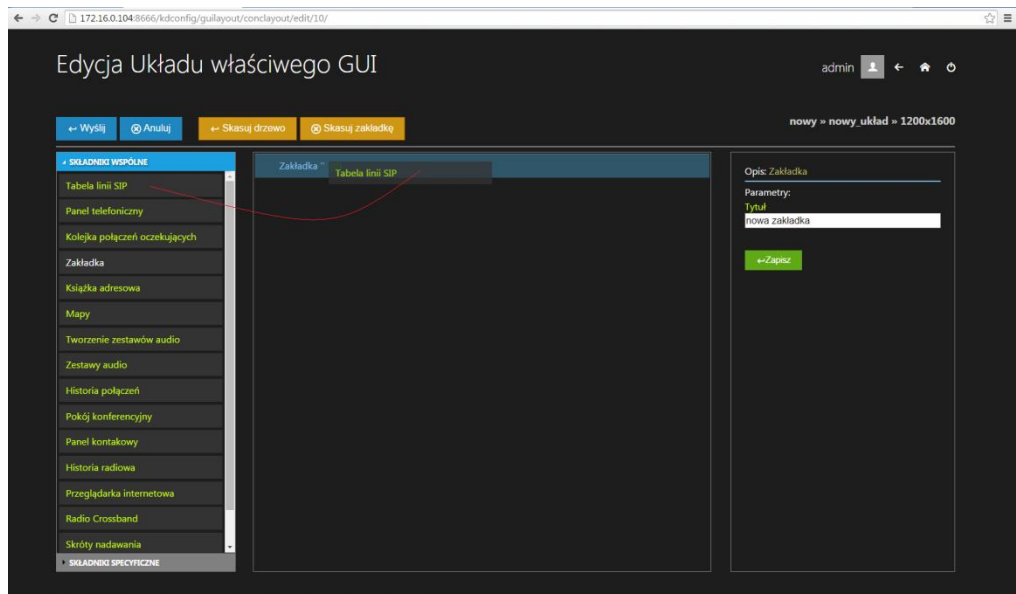 172.16.0.104:8666/kdconfig/guilayout/conclayout/edit/10/
Edycja Układu właściwego GUI
admin
Wyślij
Anuluj
Skasuj drzewo
Skasuj zakładkę
nowy » nowy_układ » 1200x1600
SKŁADNIKI WSPÓLNE
Tabela linii SIP
Panel telefoniczny
Kolejka połączeń oczekujących
Zakładka
Książka adresowa
Mapy
Tworzenie zestawów audio
Zestawy audio
Historia połączeń
Pokój konferencyjny
Panel kontakowy
Historia radiowa
Przeglądarka internetowa
Radio Crossband
Skróty nadawania
SKŁADNIKI SPECYFICZNE
Zakładka "
Tabela linii SIP
Opis: Zakładka
Parametry:
Tytuł
nowa zakładka
Zapisz